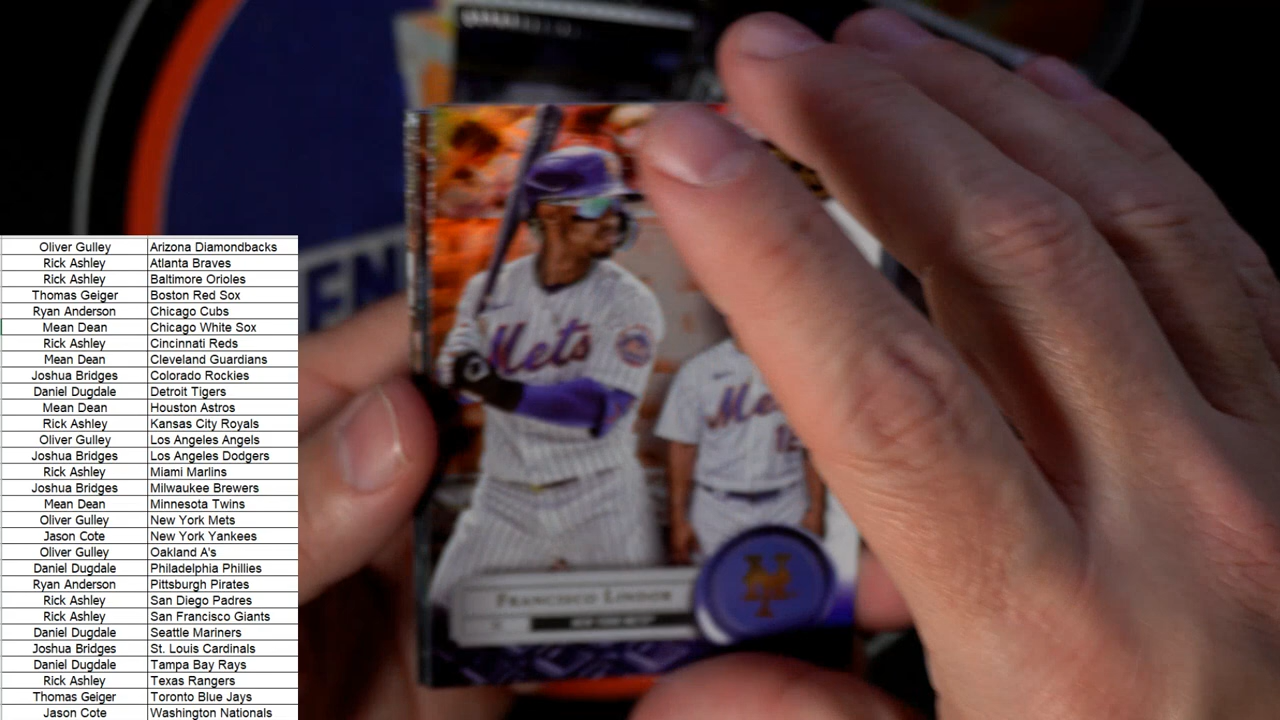 Oliver Gulley Arizona Diamondbacks
Rick Ashley Atlanta Braves
Rick Ashley Baltimore Orioles
Thomas Geiger Boston Red Sox
Ryan Anderson Chicago Cubs
Mean Dean Chicago White Sox
Rick Ashley Cincinnati Reds
Mean Dean Cleveland Guardians
Joshua Bridges Colorado Rockies
Daniel Dugdale Detroit Tigers
Mean Dean Houston Astros
Rick Ashley Kansas City Royals
Oliver Gulley Los Angeles Angels
Joshua Bridges Los Angeles Dodgers
Rick Ashley Miami Marlins
Joshua Bridges Milwaukee Brewers
Mean Dean Minnesota Twins
Oliver Gulley New York Mets
Jason Cote New York Yankees
Oliver Gulley Oakland A's
Daniel Dugdale Philadelphia Phillies
Ryan Anderson Pittsburgh Pirates
Rick Ashley San Diego Padres
Rick Ashley San Francisco Giants
Daniel Dugdale Seattle Mariners
Joshua Bridges St. Louis Cardinals
Daniel Dugdale Tampa Bay Rays
Rick Ashley Texas Rangers
Thomas Geiger Toronto Blue Jays
Jason Cote Washington Nationals
EN
Mets
Me
12
Francisco Lindor
NEW YORK METS
NY